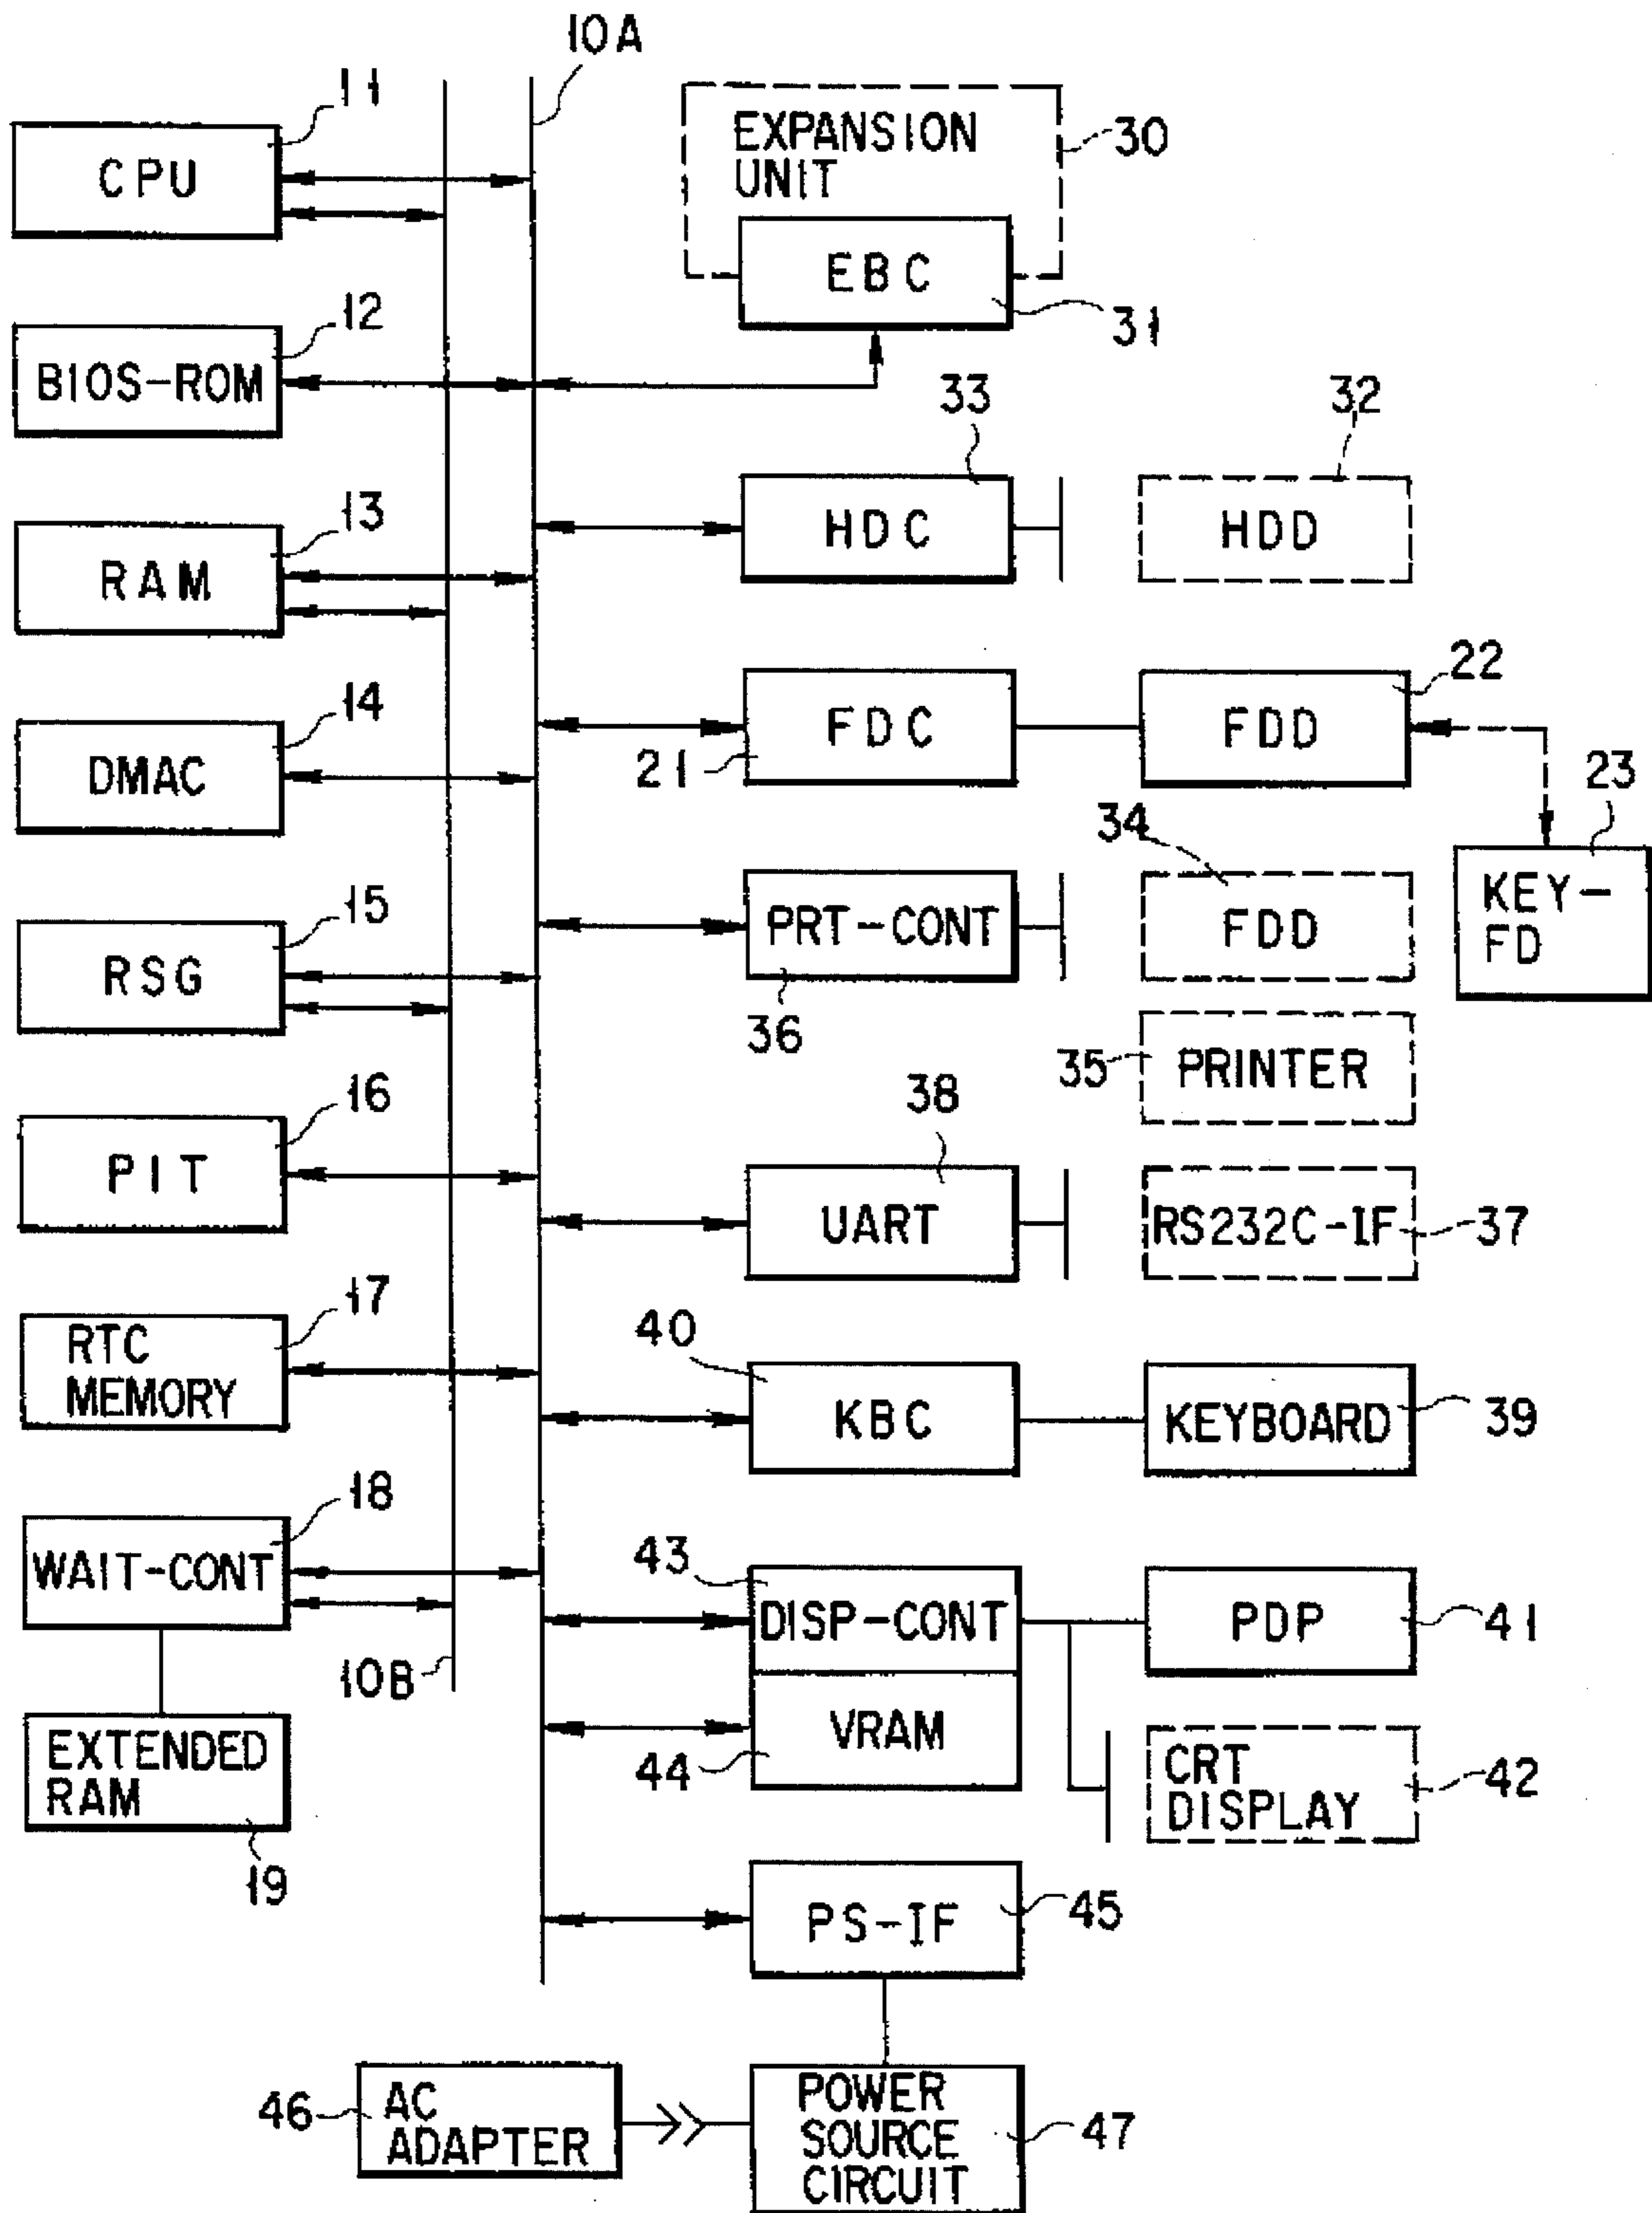 10A
11
CPU
EXPANSION
UNIT
30
EBC
31
12
BIOS-ROM
33
HDC
32
HDD
13
RAM
14
DMAC
FDC
21
22
FDD
23
KEY-
FD
34
FDD
PRT-CONT
36
15
RSG
35
PRINTER
16
PIT
38
UART
RS232C-IF
37
17
RTC
MEMORY
40
KBC
KEYBOARD
39
18
WAIT-CONT
10B
43
DISP-CONT
PDP
41
VRAM
44
CRT
DISPLAY
42
EXTENDED
RAM
19
PS-IF
45
46
AC
ADAPTER
POWER
SOURCE
CIRCUIT
47